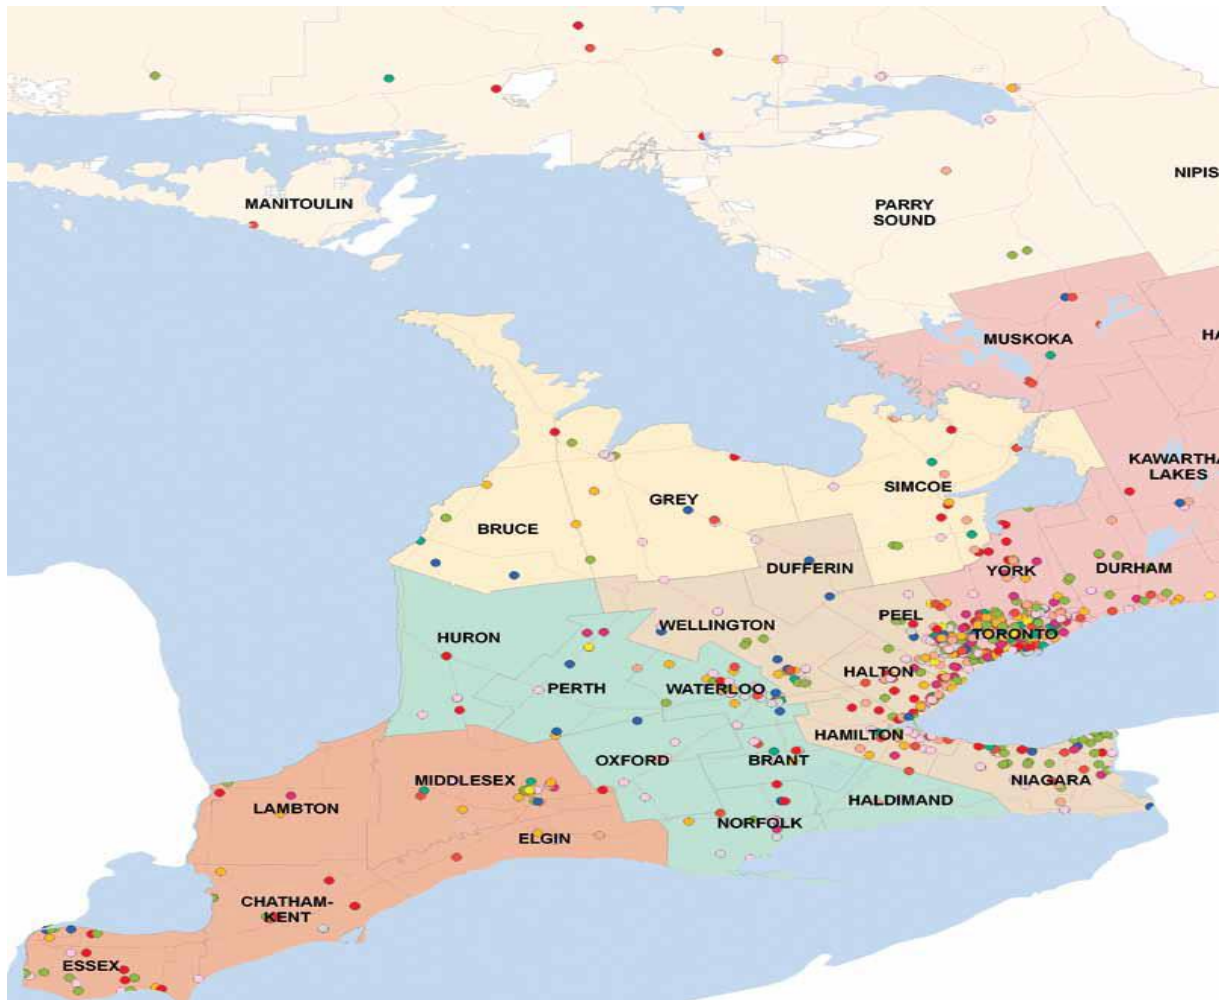 MANITOULIN
NIPIS
PARRY
SOUND
MUSKOKA
HA
KAWARTHA
LAKES
SIMCOE
GREY
BRUCE
YORK
DURHAM
DUFFERIN
PEEL
WELLINGTON
TORONTO
HURON
HALTON
PERTH
WATERLOO
HAMILTON
OXFORD
BRANT
MIDDLESEX
NIAGARA
LAMBTON
HALDIMAND
NORFOLK
ELGIN
CHATHAM-
KENT
ESSEX